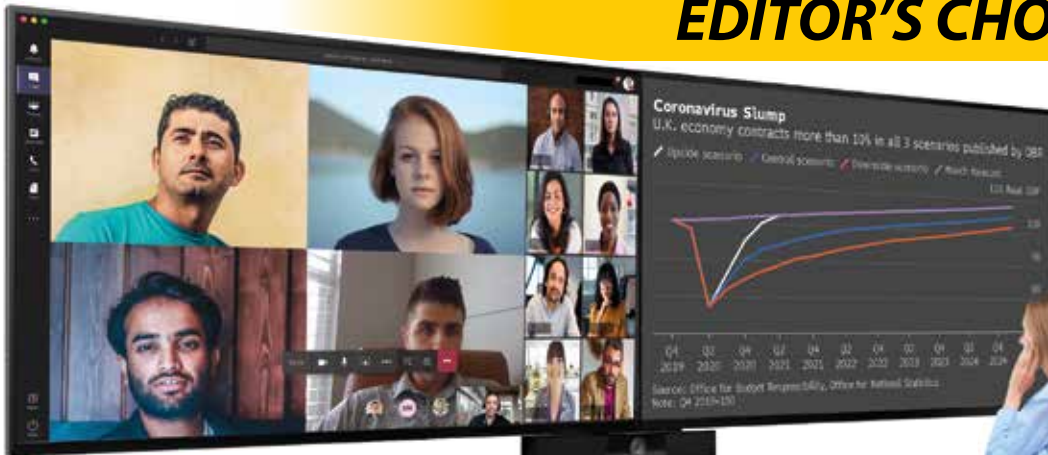 EDITOR'S CHO
Coronavirus Slump
U.K. economy contracts more than 10% in all 3 scenarios published by OBR
Upside scenario Central scenario Downside scenario March forecast
Q4 Q2 Q4 Q2 Q4 Q2 Q4 Q2 Q4
2019 2020 2020 2021 2021 2022 2022 2023 2023 2024 2024
Source: Office for Budget Responsibility, Office for National Statistics
Note: Q4 2019=100